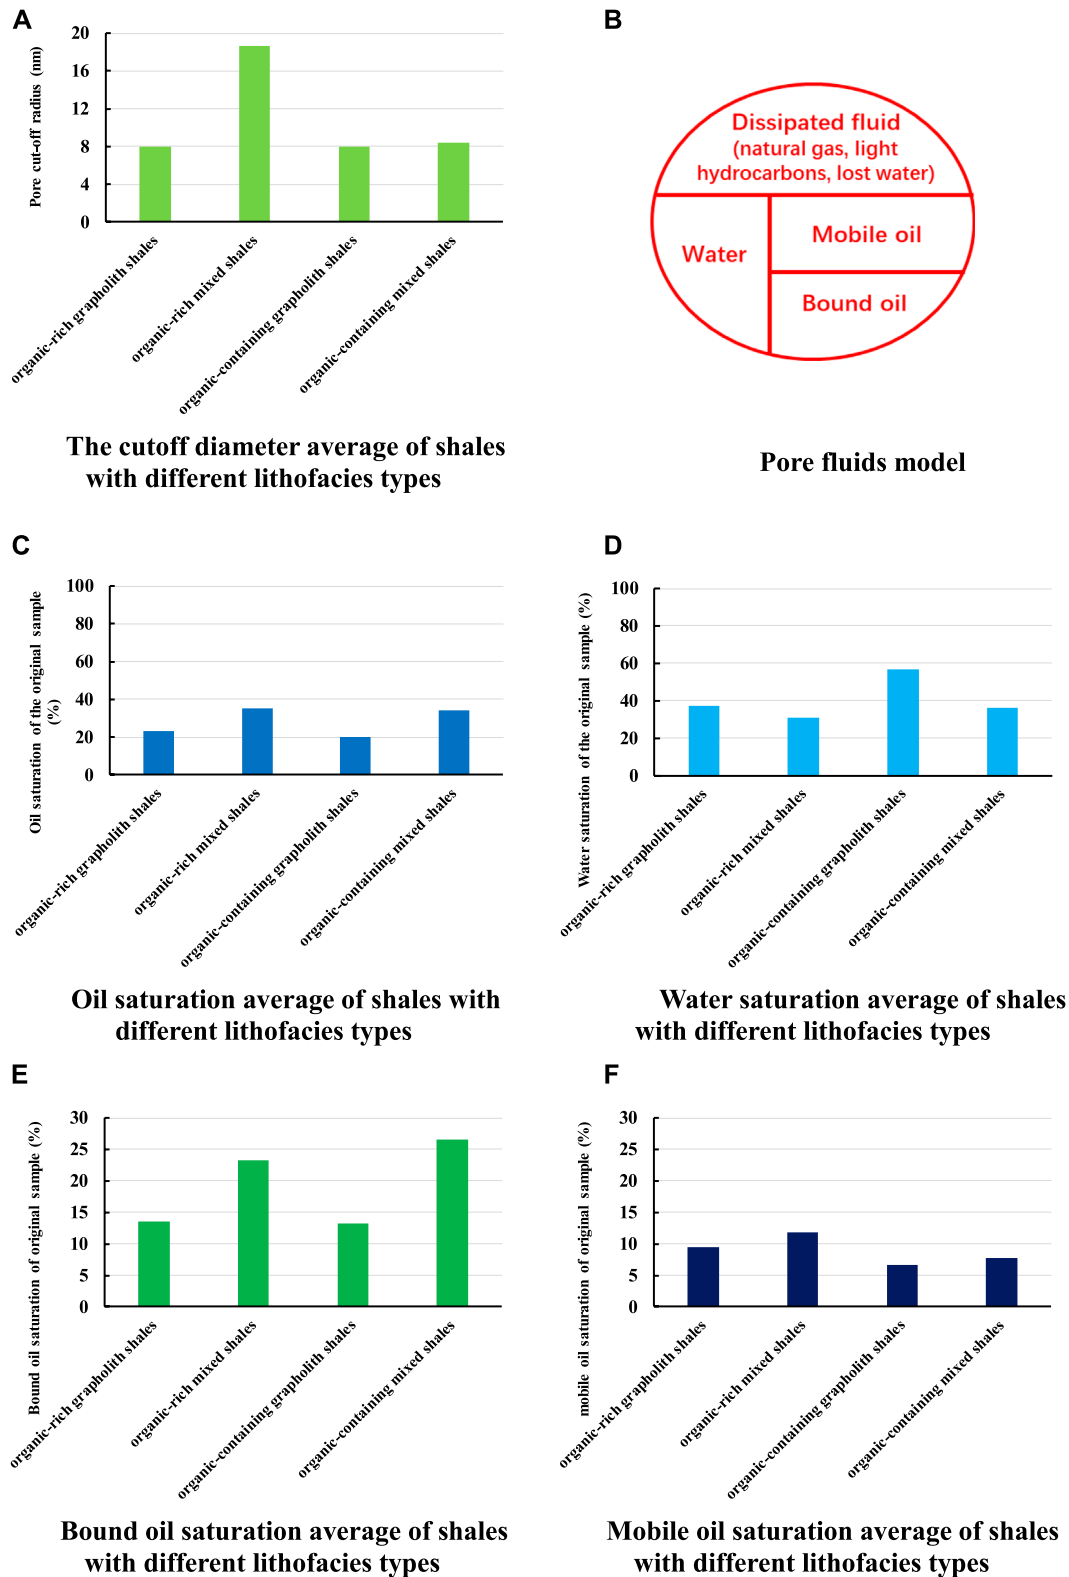 A
Pore cut-off radius (nm)
20
16
12
8
4
0
organic-rich grapholith shales
organic-rich mixed shales
organic-containing grapholith shales
organic-containing mixed shales
The cutoff diameter average of shales
with different lithofacies types
B
Dissipated fluid
(natural gas, light
hydrocarbons, lost water)
Water
Mobile oil
Bound oil
Pore fluids model
C
Oil saturation of the original sample
(%)
100
80
60
40
20
0
organic-rich grapholith shales
organic-rich mixed shales
organic-containing grapholith shales
organic-containing mixed shales
Oil saturation average of shales with
different lithofacies types
D
Water saturation of the original sample (%)
100
80
60
40
20
0
organic-rich grapholith shales
organic-rich mixed shales
organic-containing grapholith shales
organic-containing mixed shales
Water saturation average of shales
with different lithofacies types
E
Bound oil saturation of original sample (%)
30
25
20
15
10
5
0
organic-rich grapholith shales
organic-rich mixed shales
organic-containing grapholith shales
organic-containing mixed shales
Bound oil saturation average of shales
with different lithofacies types
F
mobile oil saturation of original sample (%)
30
25
20
15
10
5
0
organic-rich grapholith shales
organic-rich mixed shales
organic-containing grapholith shales
organic-containing mixed shales
Mobile oil saturation average of shales
with different lithofacies types